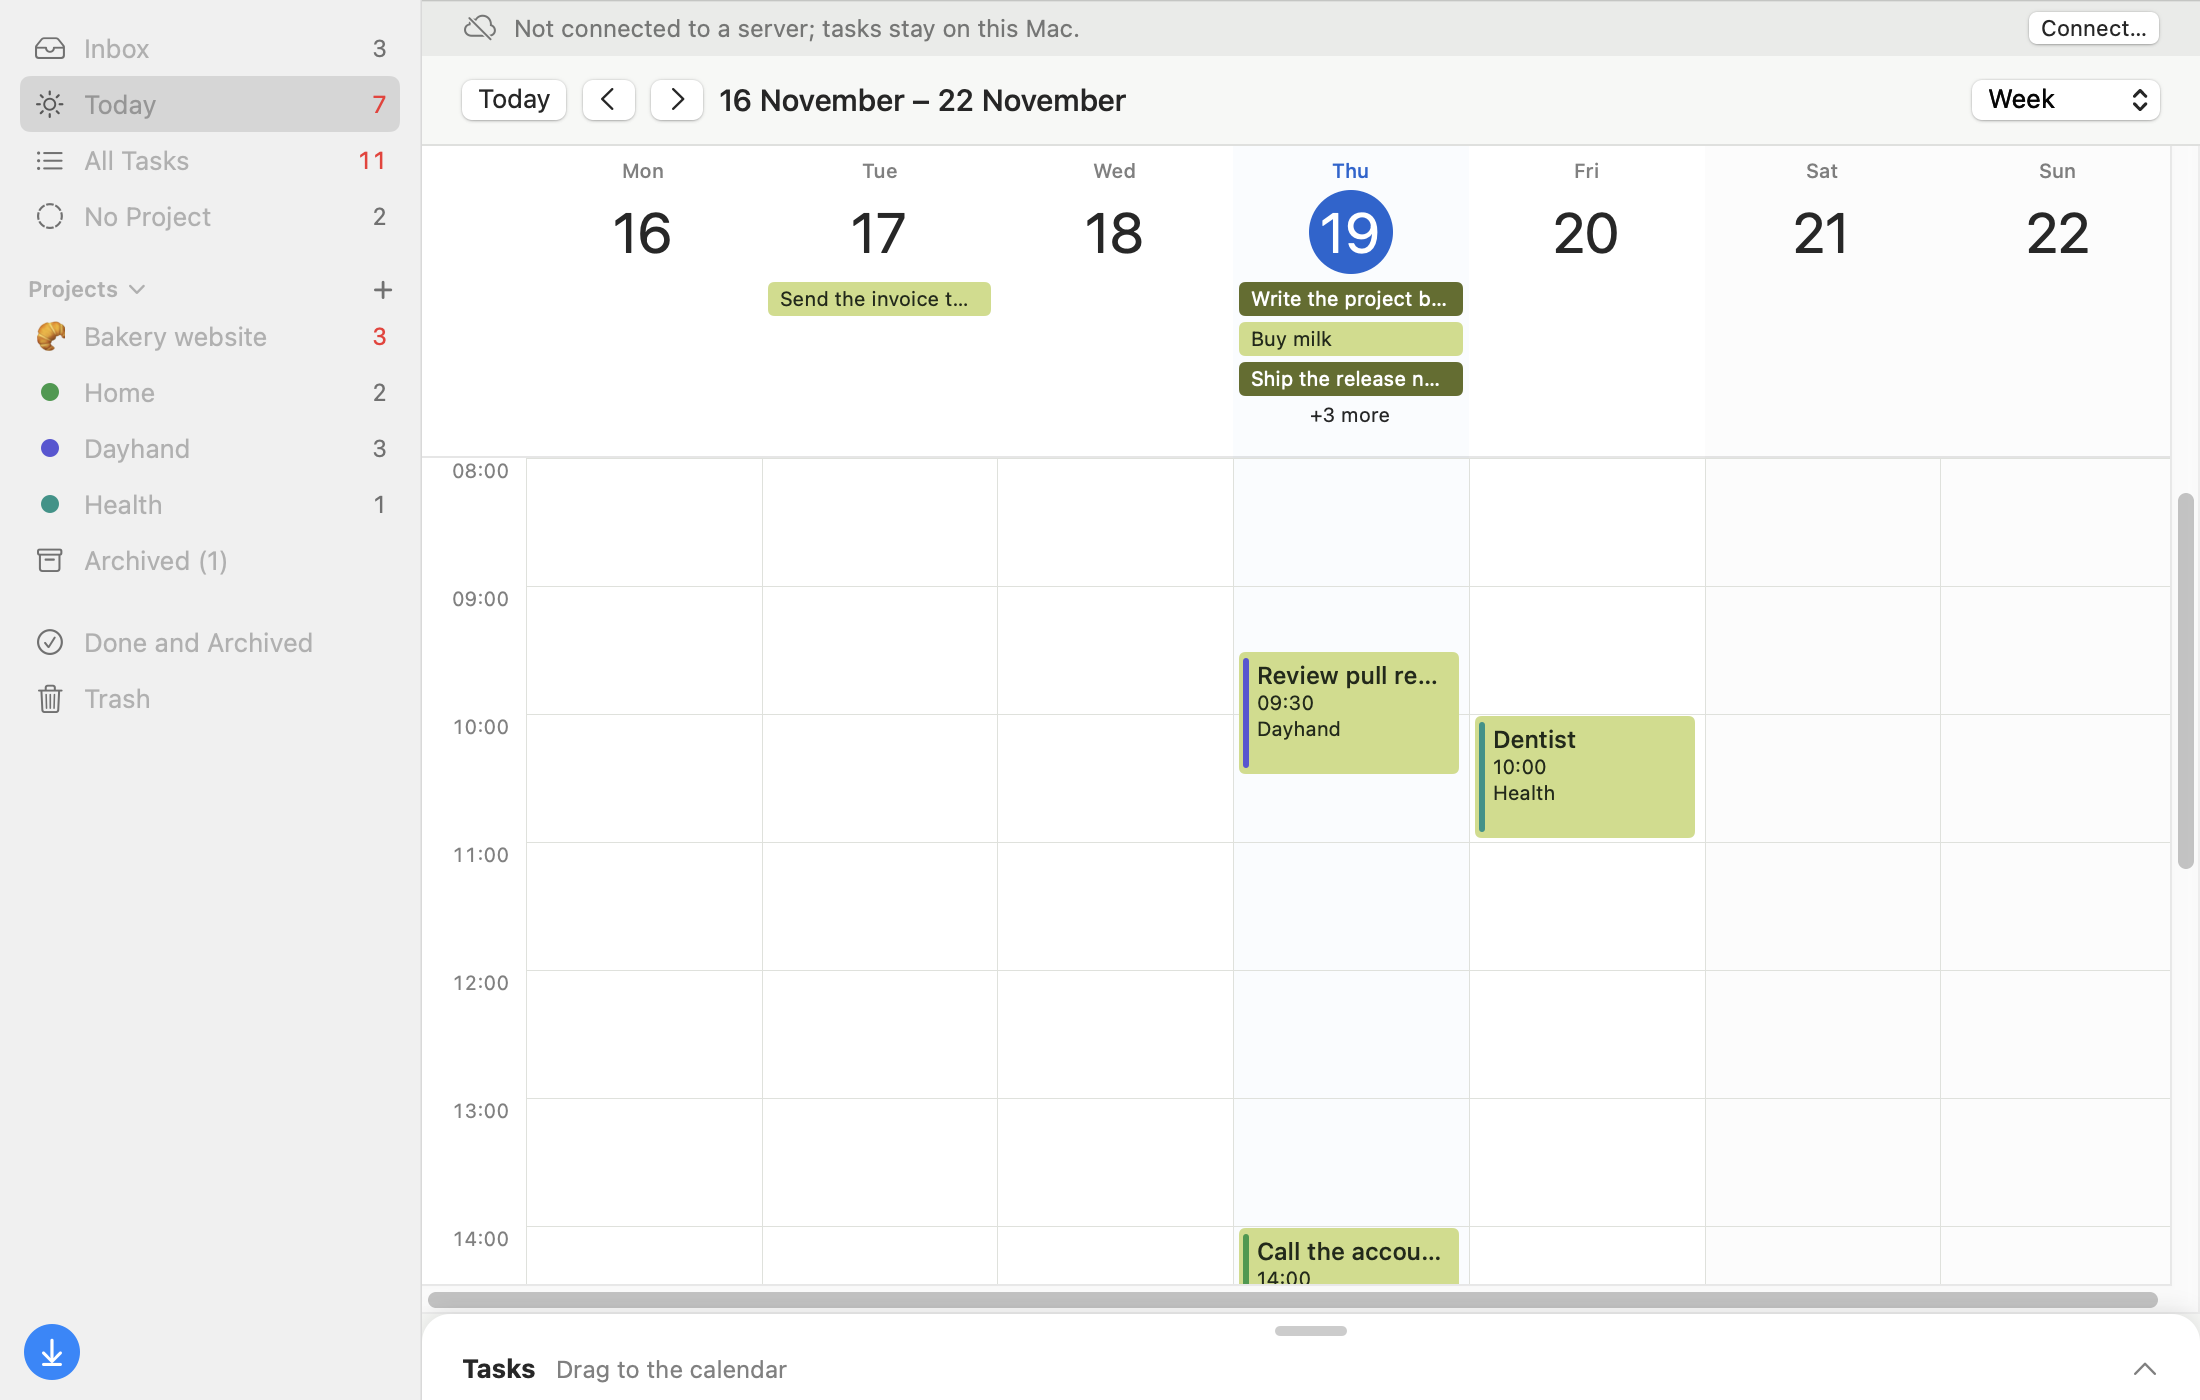 Inbox 3
Today 7
All Tasks 11
No Project 2
Projects
Bakery website 3
Home 2
Dayhand 3
Health 1
Archived (1)
Done and Archived
Trash
Not connected to a server; tasks stay on this Mac.
Connect...
Today
16 November – 22 November
Week
Mon Tue Wed Thu Fri Sat Sun
16 17 18 19 20 21 22
Send the invoice t...
Write the project b...
Buy milk
Ship the release n...
+3 more
08:00
09:00
Review pull re...
09:30
Dayhand
10:00
Dentist
10:00
Health
11:00
12:00
13:00
14:00
Call the accou...
14:00
Tasks Drag to the calendar